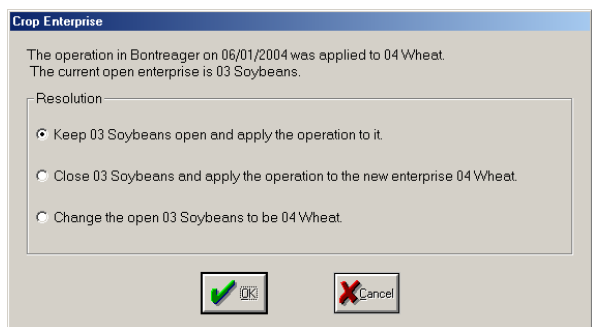 Crop Enterprise
The operation in Bontreager on 06/01/2004 was applied to 04 Wheat.
The current open enterprise is 03 Soybeans.
Resolution
Keep 03 Soybeans open and apply the operation to it.
Close 03 Soybeans and apply the operation to the new enterprise 04 Wheat.
Change the open 03 Soybeans to be 04 Wheat.
OK
Cancel